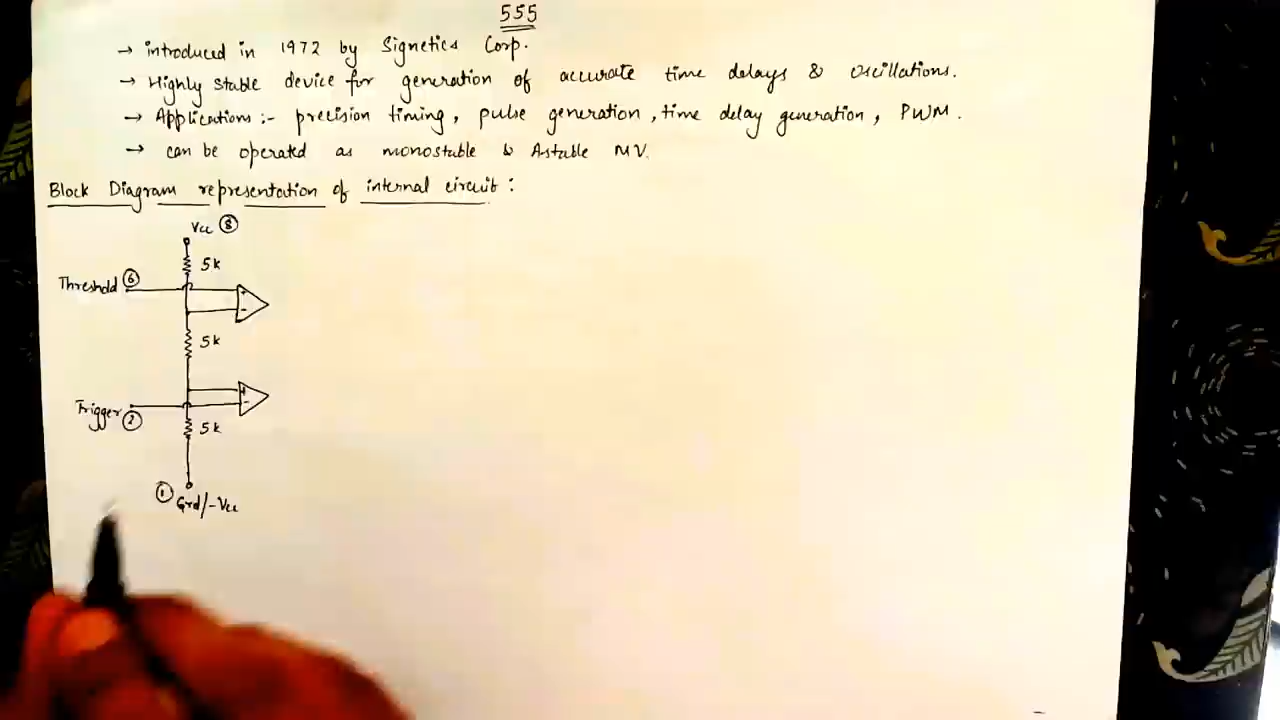 555
→ introduced in 1972 by Signetics Corp.
→ Highly stable device for generation of accurate time delays & oscillations.
→ Applications :- precision timing, pulse generation, time delay generation, PWM.
→ can be operated as monostable & Astable MV.
Block Diagram representation of internal circuit :
Vcc ⑧
5k
Threshold ⑥
+
-
5k
+
-
Trigger ②
5k
① Grd/-Vcc